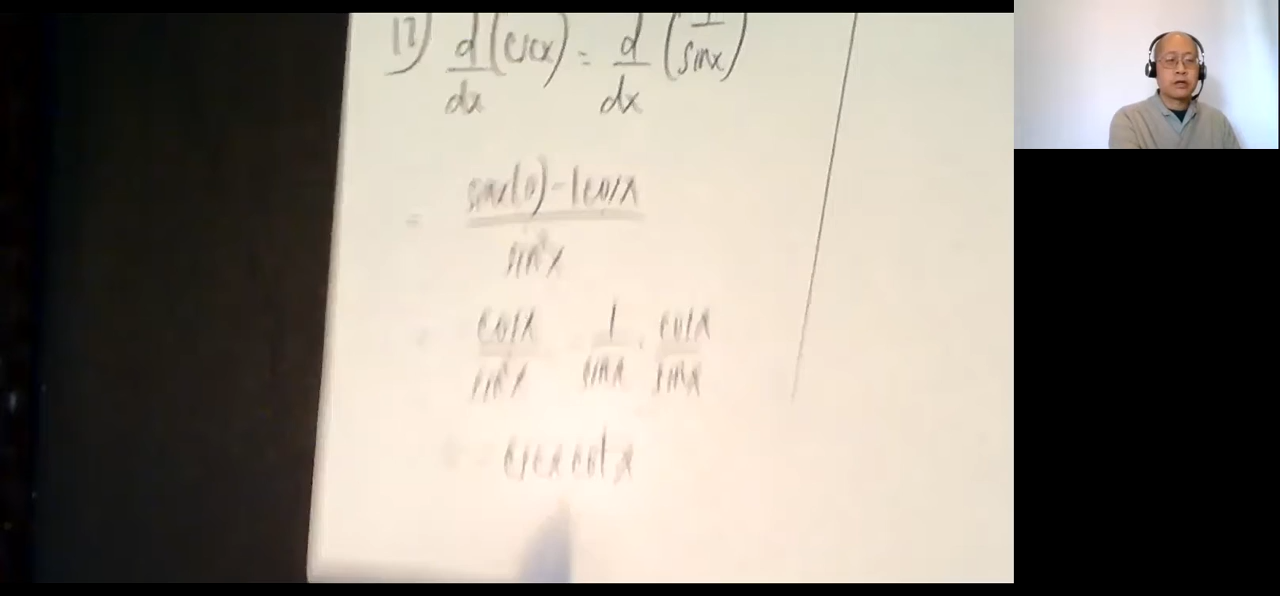 17) d/dx (cscx) = d/dx (1/sinx)
= sinx(0) - 1cosx / sin²x
= cosx/sin²x = 1/sinx · cosx/sinx
= - cscx cotx